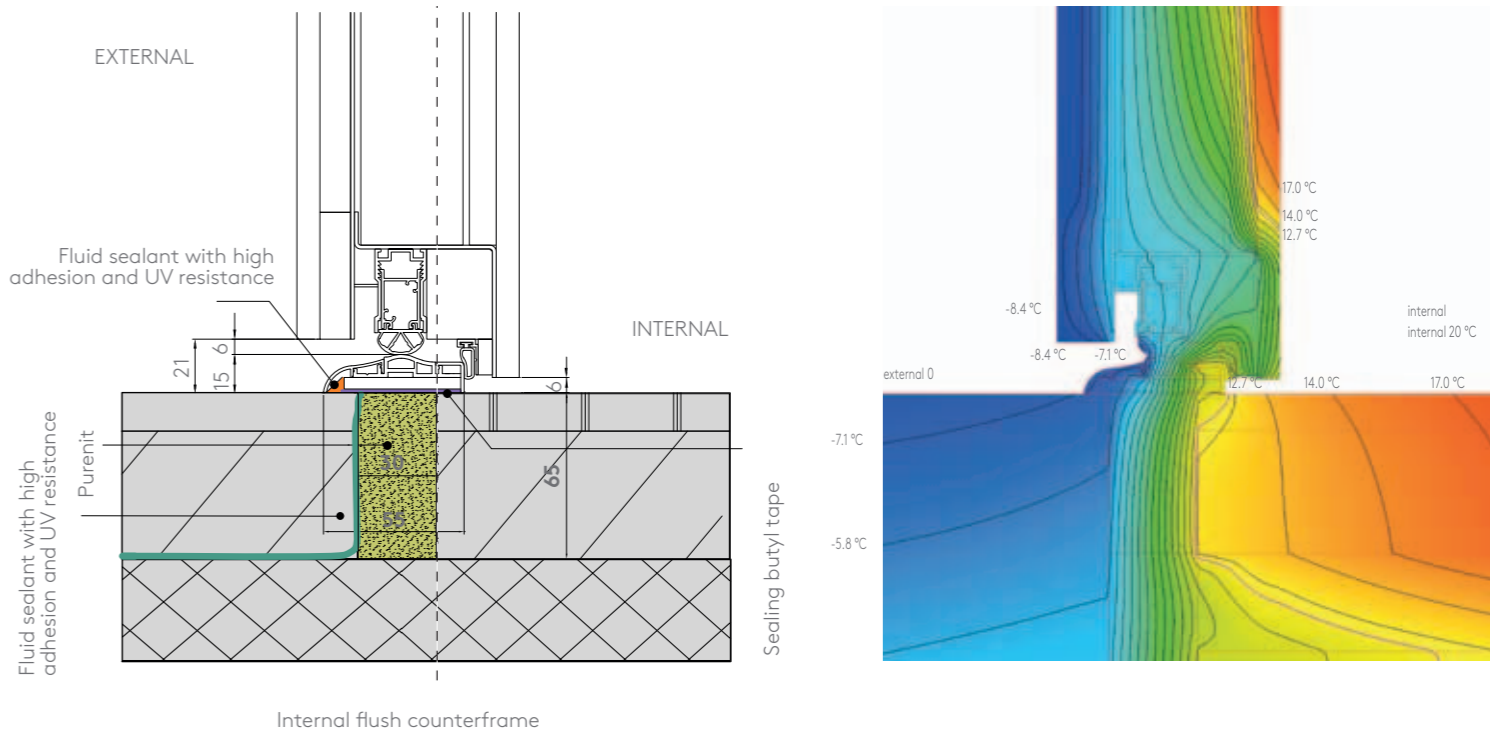 EXTERNAL
Fluid sealant with high
adhesion and UV resistance
INTERNAL
21
6
15
6
30
55
65
Fluid sealant with high
adhesion and UV resistance
Purenit
Sealing butyl tape
Internal flush counterframe
17.0 °C
14.0 °C
12.7 °C
-8.4 °C
internal
internal 20 °C
-8.4 °C
-7.1 °C
external 0
12.7 °C
14.0 °C
17.0 °C
-7.1 °C
-5.8 °C